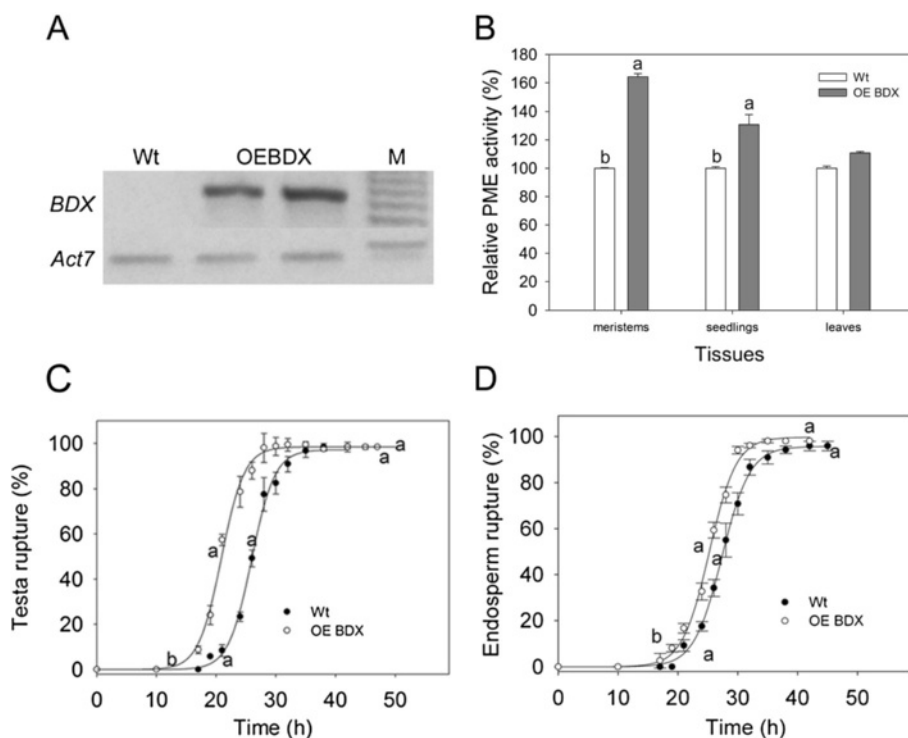 A
Wt OEBDX M
BDX
Act7
B
Relative PME activity (%)
180
160
140
120
100
80
60
40
20
0
Wt
OE BDX
b a b a
meristems seedlings leaves
Tissues
C
Testa rupture (%)
100
80
60
40
20
0
a
a
a
a
b
a
Wt
OE BDX
0 10 20 30 40 50
Time (h)
D
Endosperm rupture (%)
100
80
60
40
20
0
a
a
a
a
b
a
Wt
OE BDX
0 10 20 30 40 50
Time (h)